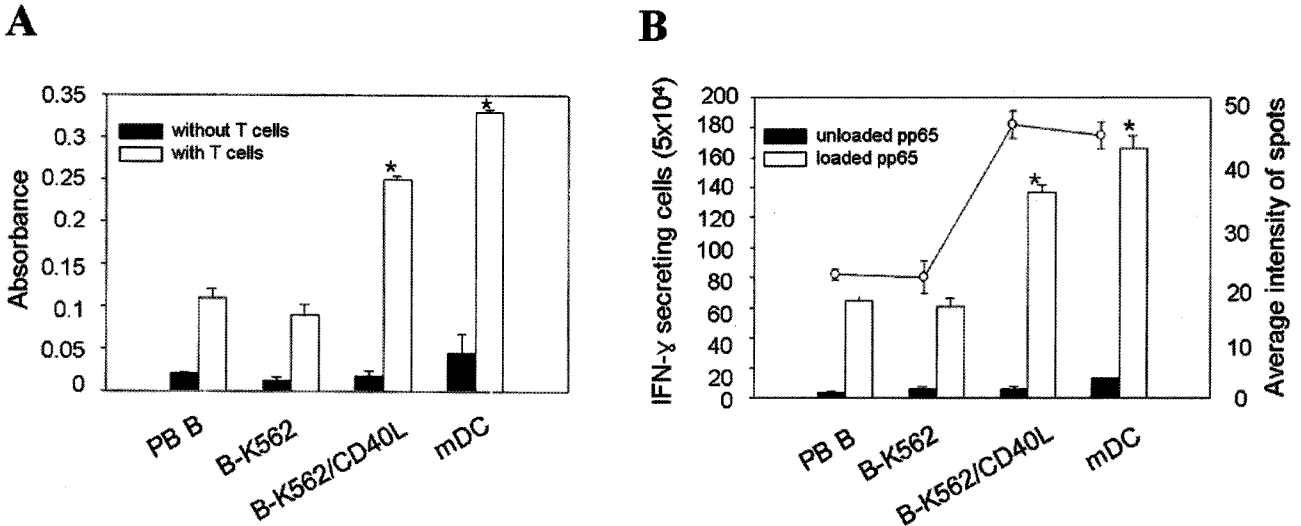 A
Absorbance
0.35
0.3
0.25
0.2
0.15
0.1
0.05
0
without T cells
with T cells
*
*
PB B
B-K562
B-K562/CD40L
mDC
B
IFN-γ secreting cells (5x10⁴)
200
180
160
140
120
100
80
60
40
20
0
unloaded pp65
loaded pp65
*
*
50
40
30
20
10
0
Average intensity of spots
PB B
B-K562
B-K562/CD40L
mDC